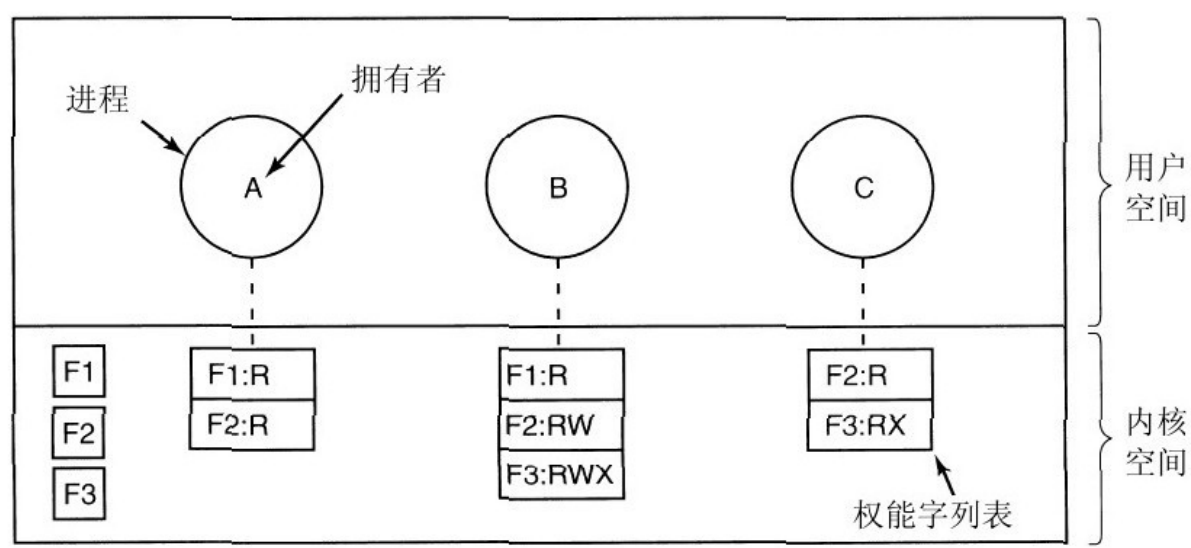 进程
拥有者
A
B
C
用户
空间
F1
F2
F3
F1:R
F2:R
F1:R
F2:RW
F3:RWX
F2:R
F3:RX
权能字列表
内核
空间